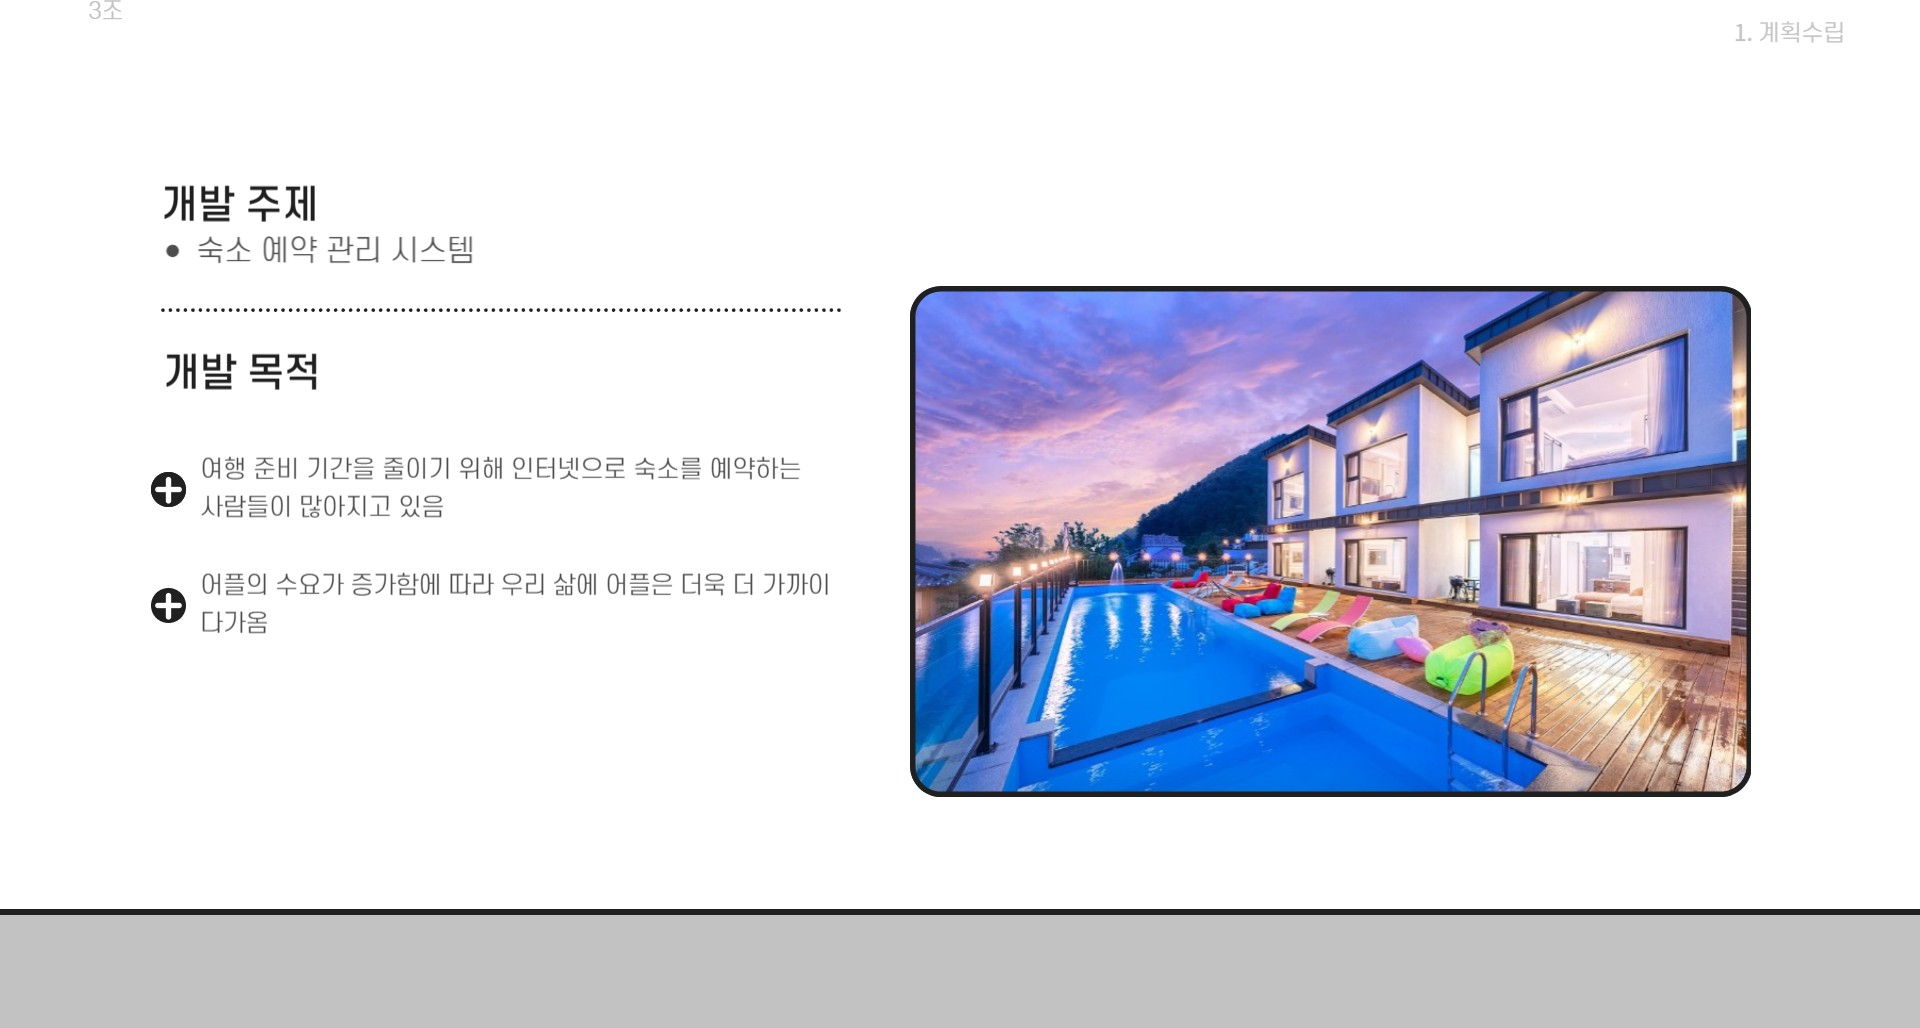 3조
1. 계획수립
개발 주제
• 숙소 예약 관리 시스템
개발 목적
여행 준비 기간을 줄이기 위해 인터넷으로 숙소를 예약하는
사람들이 많아지고 있음
어플의 수요가 증가함에 따라 우리 삶에 어플은 더욱 더 가까이
다가옴